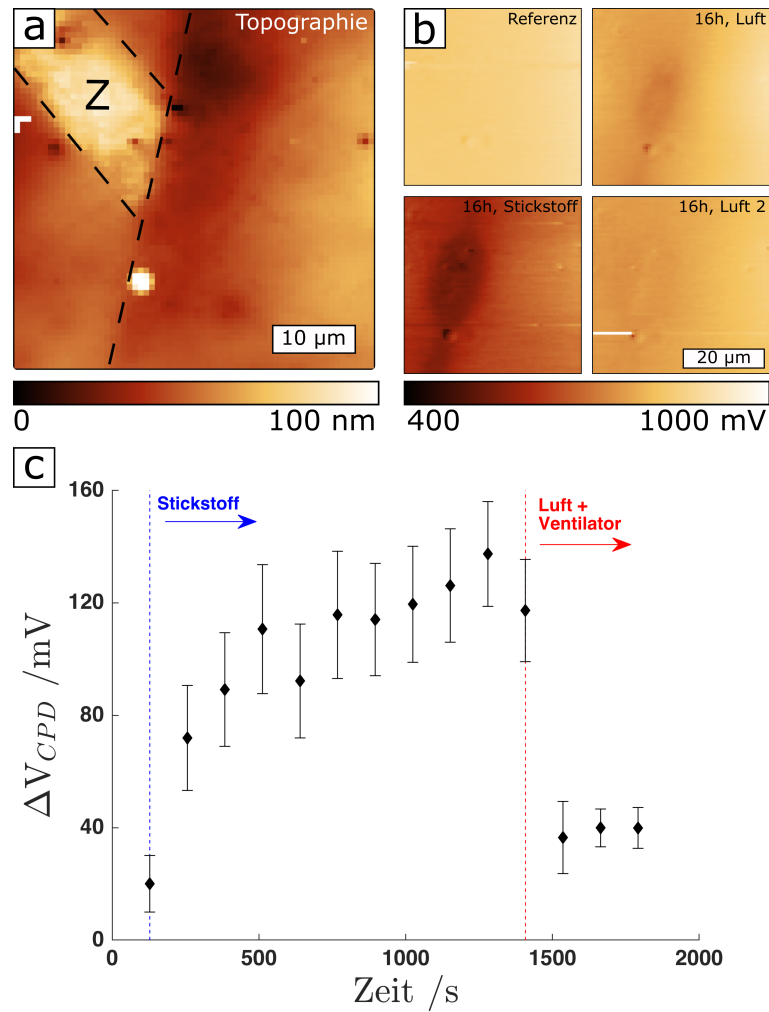 a
Topographie
Z
10 µm
0
100 nm
b
Referenz
16h, Luft
16h, Stickstoff
16h, Luft 2
20 µm
400
1000 mV
c
Stickstoff
Luft +
Ventilator
160
120
80
40
0
ΔV_CPD /mV
0
500
1000
1500
2000
Zeit /s